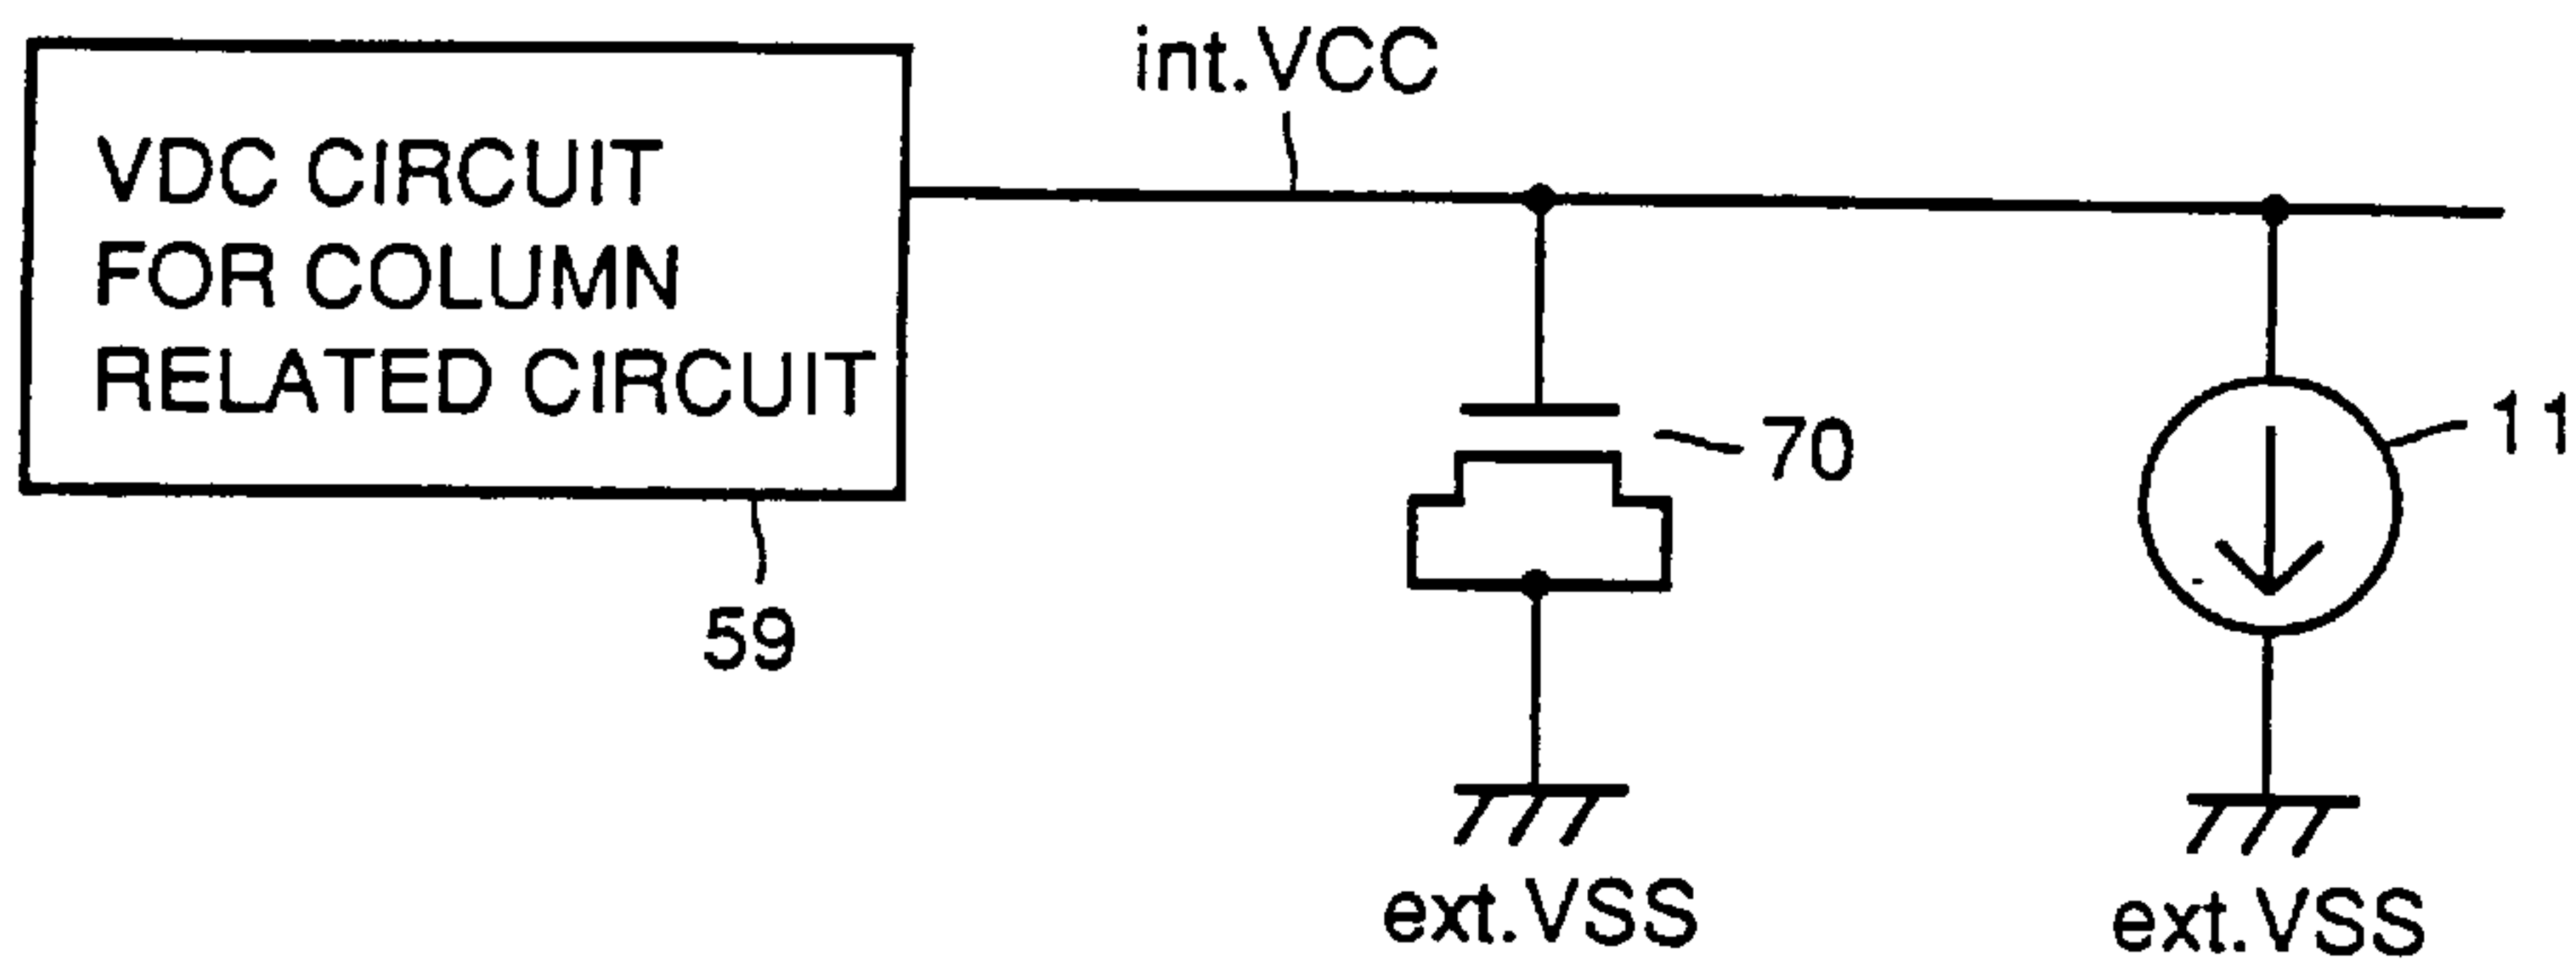 int.VCC
VDC CIRCUIT
FOR COLUMN
RELATED CIRCUIT
70
11
59
ext.VSS
ext.VSS